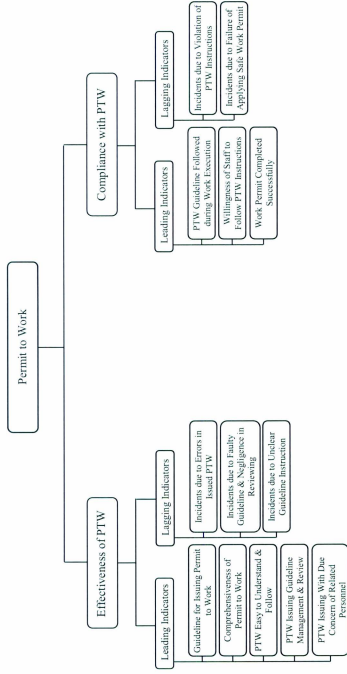 Permit to Work
Effectiveness of PTW
Leading Indicators
Guideline for Issuing Permit
to Work
Comprehensiveness of
Permit to Work
PTW Easy to Understand &
Follow
PTW Issuing Guideline
Management & Review
PTW Issuing With Due
Concern of Related
Personnel
Lagging Indicators
Incidents due to Errors in
Issued PTW
Incidents due to Faulty
Guideline & Negligence in
Reviewing
Incidents due to Unclear
Guideline Instruction
Compliance with PTW
Leading Indicators
PTW Guideline Followed
during Work Execution
Willingness of Staff to
Follow PTW Instructions
Work Permit Completed
Successfully
Lagging Indicators
Incidents due to Violation of
PTW Instructions
Incidents due to Failure of
Applying Safe Work Permit